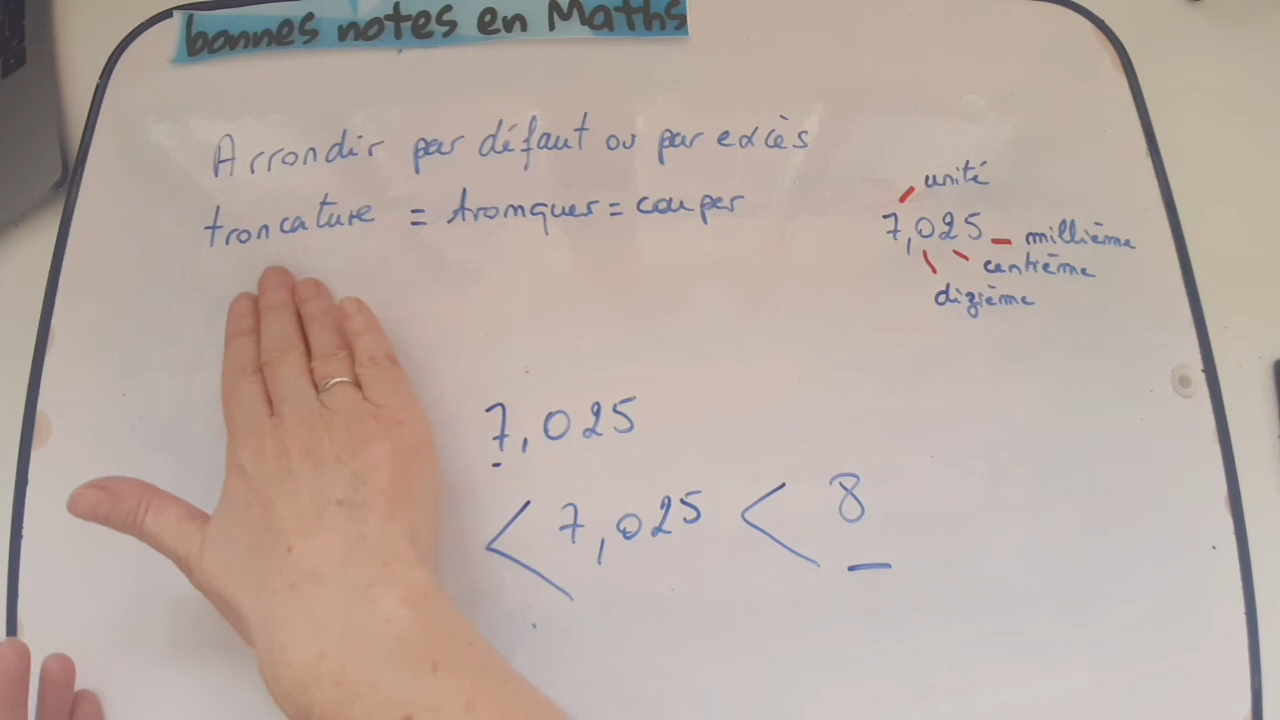 bonnes notes en Maths
Arrondir par défaut ou par excès
troncature = tronquer = couper
unité
7,025 millième
centième
dizième
7,025
< 7,025 < 8